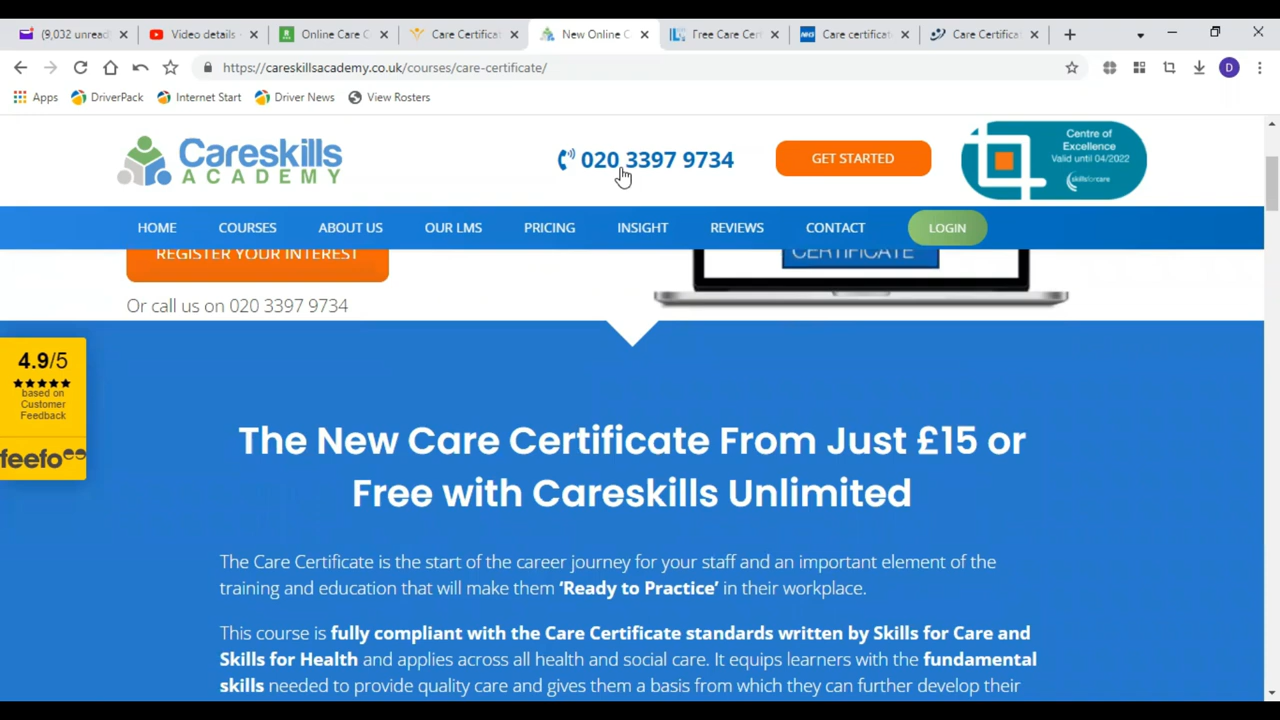 (9,032 unread
Video details
Online Care C
Care Certifica
New Online C
Free Care Cer
Care certificat
Care Certifica
https://careskillsacademy.co.uk/courses/care-certificate/
D
Apps
DriverPack
Internet Start
Driver News
View Rosters
Careskills
ACADEMY
020 3397 9734
GET STARTED
Centre of
Excellence
Valid until 04/2022
skillsforcare
HOME
COURSES
ABOUT US
OUR LMS
PRICING
INSIGHT
REVIEWS
CONTACT
LOGIN
REGISTER YOUR INTEREST
CERTIFICATE
Or call us on 020 3397 9734
4.9/5
based on
Customer
Feedback
feefo
The New Care Certificate From Just £15 or
Free with Careskills Unlimited
The Care Certificate is the start of the career journey for your staff and an important element of the
training and education that will make them ‘Ready to Practice’ in their workplace.
This course is fully compliant with the Care Certificate standards written by Skills for Care and
Skills for Health and applies across all health and social care. It equips learners with the fundamental
skills needed to provide quality care and gives them a basis from which they can further develop their